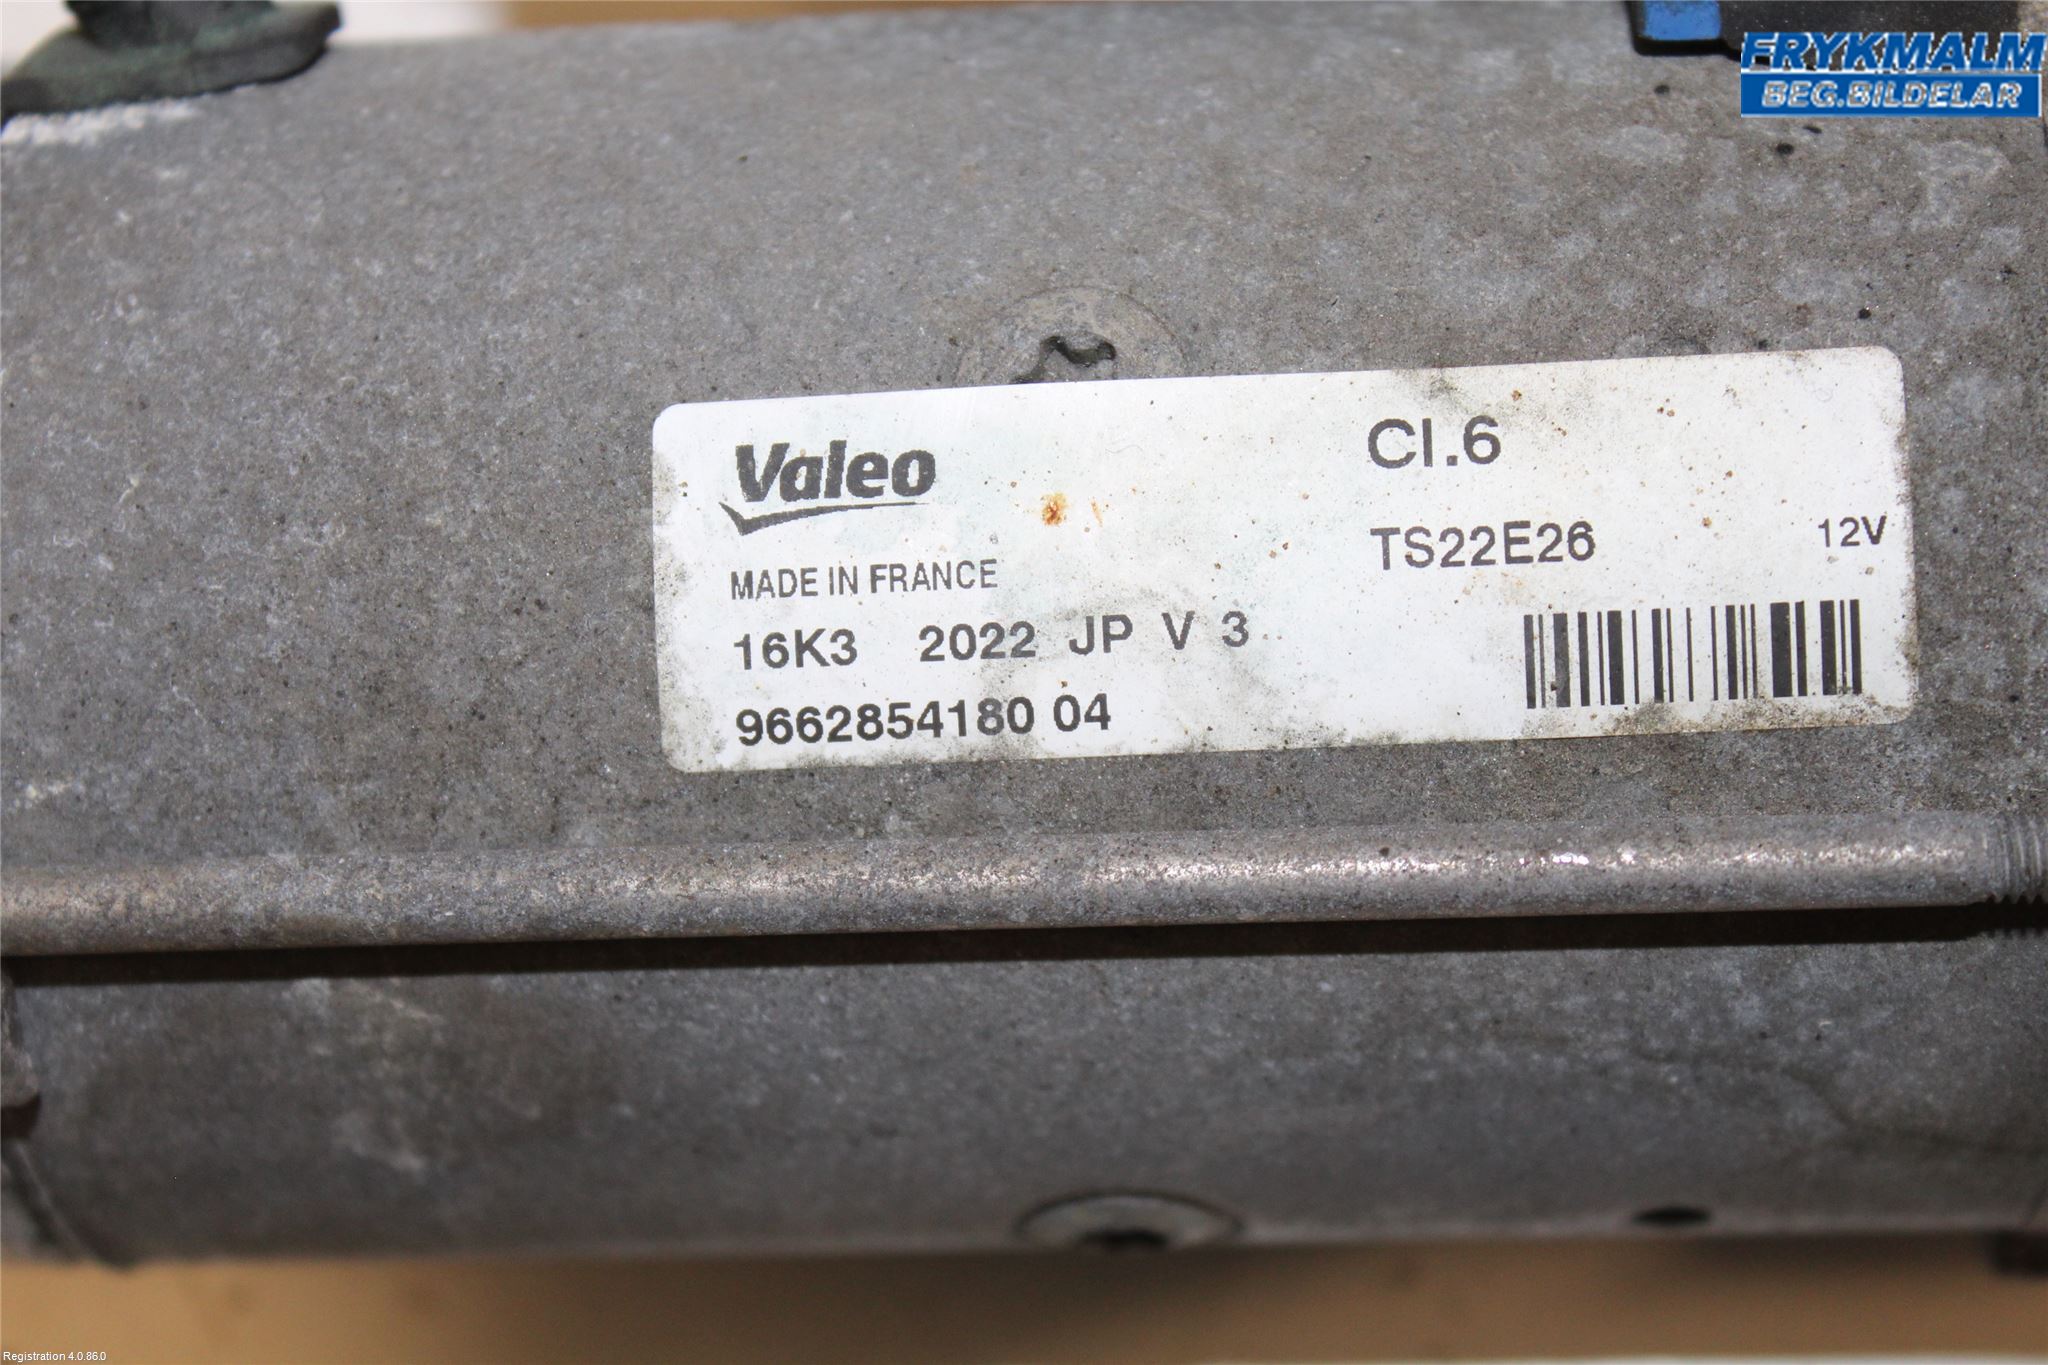 FRYKMALM
BEG.BILDELAR
Valeo
Cl.6
TS22E26
12V
MADE IN FRANCE
16K3 2022 JP V 3
9662854180 04
Registration 4.0.86.0